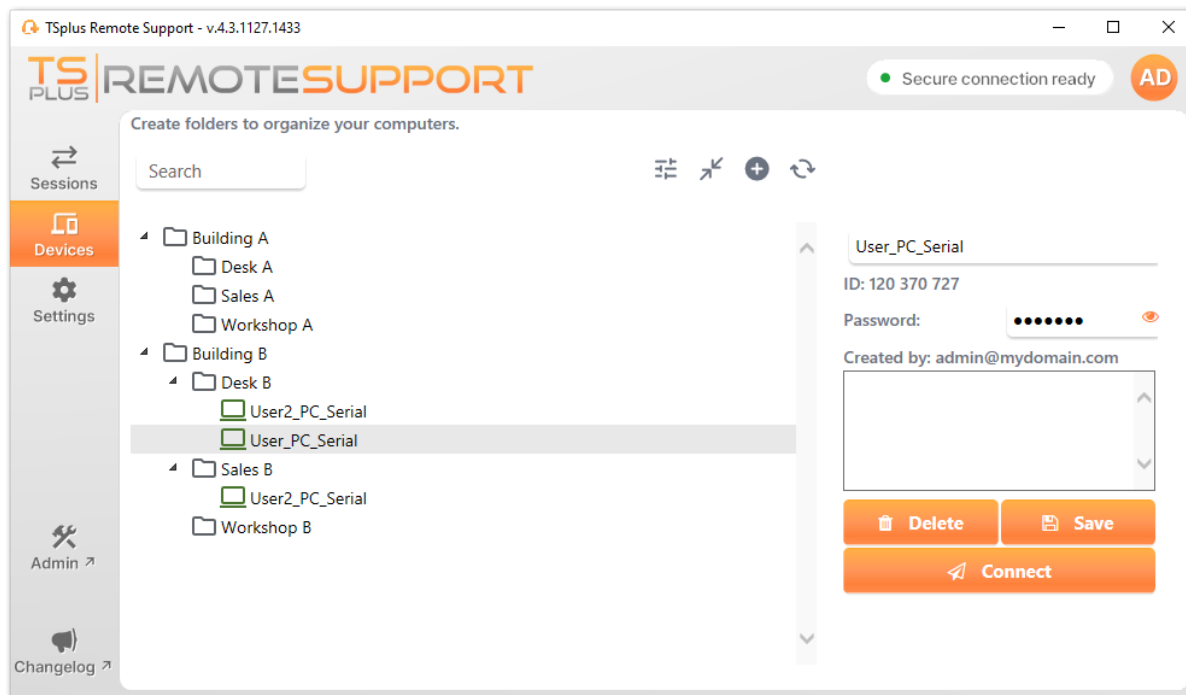 TSplus Remote Support - v.4.3.1127.1433
TS PLUS REMOTESUPPORT
Secure connection ready
AD
Create folders to organize your computers.
Sessions
Devices
Settings
Admin ↗
Changelog ↗
Search
Building A
Desk A
Sales A
Workshop A
Building B
Desk B
User2_PC_Serial
User_PC_Serial
Sales B
User2_PC_Serial
Workshop B
User_PC_Serial
ID: 120 370 727
Password: •••••••
Created by: admin@mydomain.com
Delete
Save
Connect